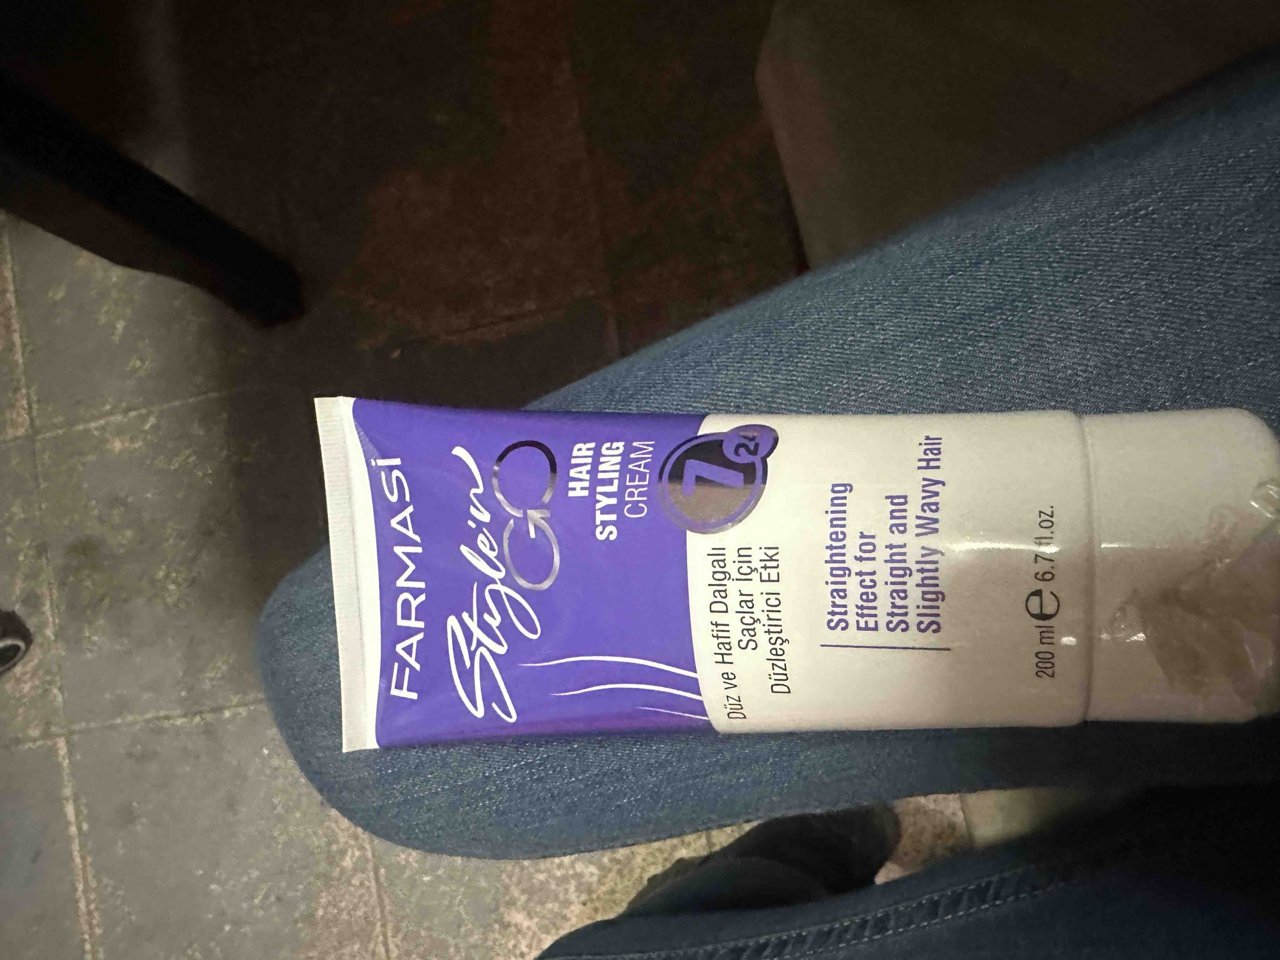 FARMASİ
Style'n
GO
HAIR
STYLING
CREAM
7
24
Düz ve Hafif Dalgalı
Saçlar İçin
Düzleştirici Etki
Straightening
Effect for
Straight and
Slightly Wavy Hair
200 ml e 6.7 fl.oz.